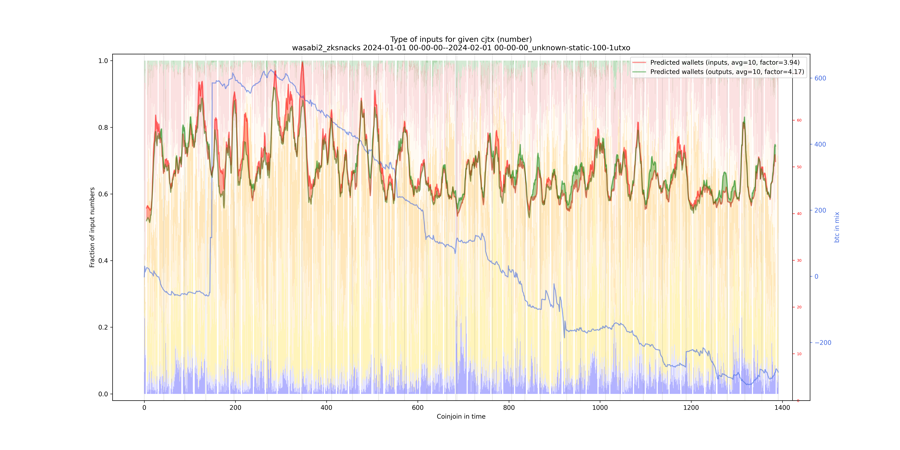 Type of inputs for given cjtx (number)
wasabi2_zksnacks 2024-01-01 00-00-00--2024-02-01 00-00-00_unknown-static-100-1utxo
Predicted wallets (inputs, avg=10, factor=3.94)
Predicted wallets (outputs, avg=10, factor=4.17)
Fraction of input numbers
1.0
0.8
0.6
0.4
0.2
0.0
0 200 400 600 800 1000 1200 1400
Coinjoin in time
60
50
40
30
20
10
600
400
200
0
−200
btc in mix